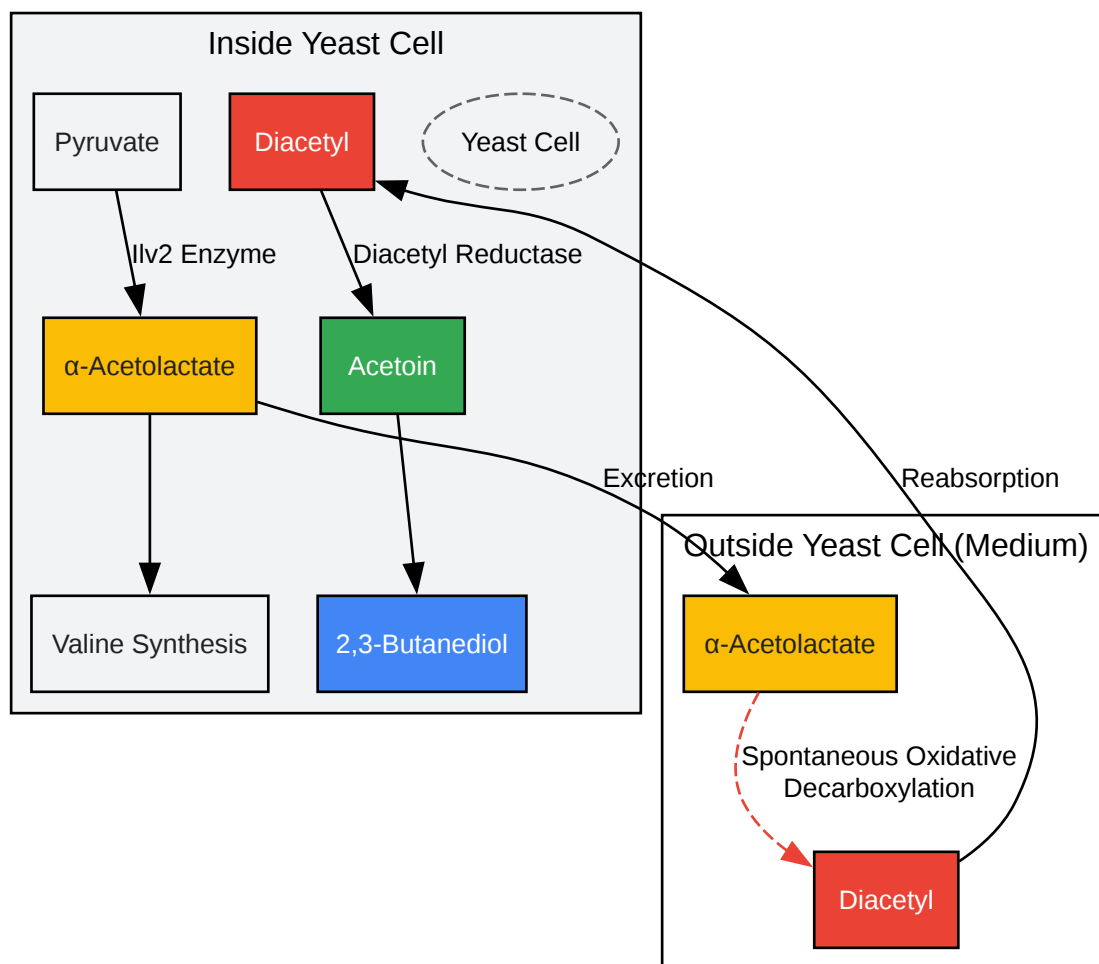 Inside Yeast Cell
Pyruvate
Diacetyl
Yeast Cell
Ilv2 Enzyme
Diacetyl Reductase
α-Acetolactate
Acetoin
Excretion
Reabsorption
Outside Yeast Cell (Medium)
Valine Synthesis
2,3-Butanediol
α-Acetolactate
Spontaneous Oxidative
Decarboxylation
Diacetyl